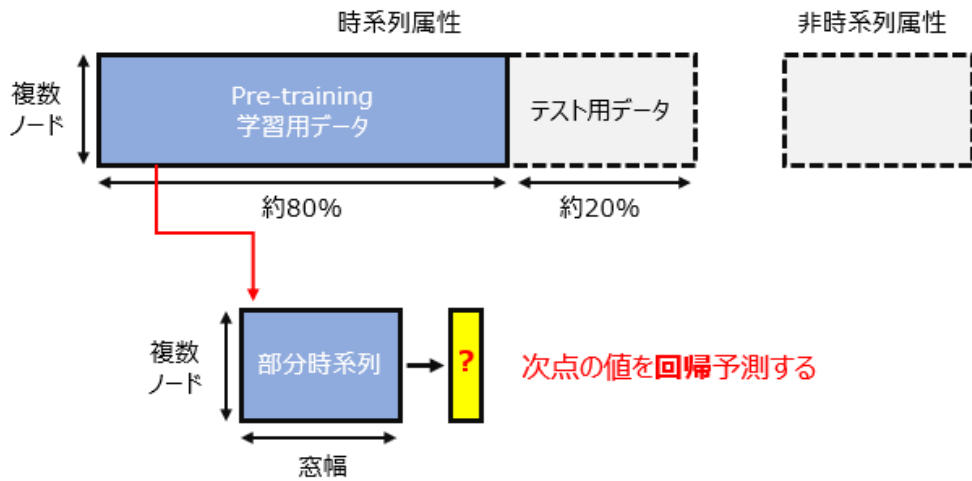 時系列属性
非時系列属性
複数
ノード
Pre-training
学習用データ
テスト用データ
約80%
約20%
複数
ノード
部分時系列
?
次点の値を回帰予測する
窓幅